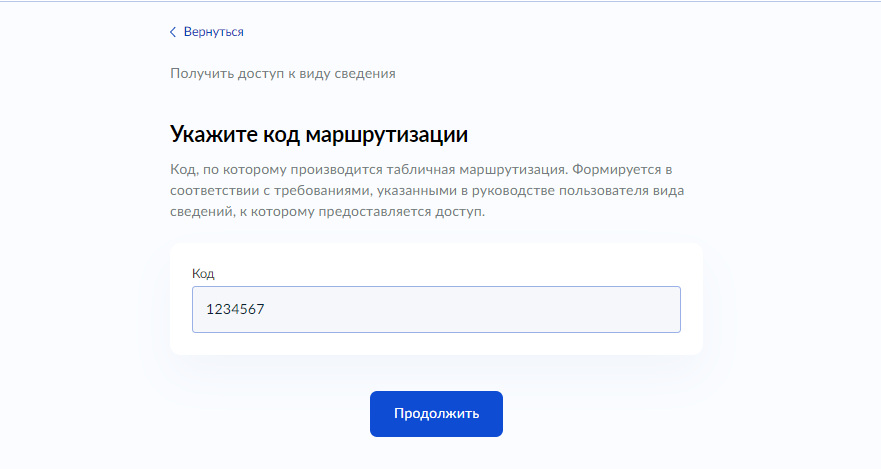 Вернуться
Получить доступ к виду сведения
Укажите код маршрутизации
Код, по которому производится табличная маршрутизация. Формируется в
соответствии с требованиями, указанными в руководстве пользователя вида
сведений, к которому предоставляется доступ.
Код
1234567
Продолжить